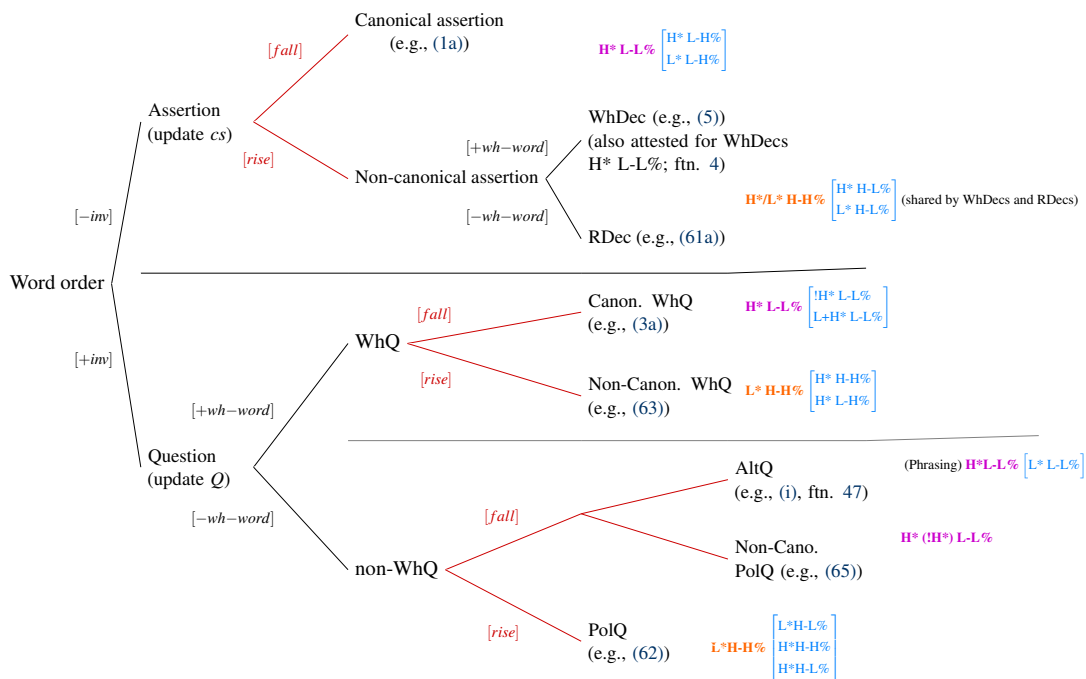 Canonical assertion
(e.g., (1a))
[fall]
H* L-L% [H* L-H%
L* L-H%]
Assertion
(update cs)
[rise]
WhDec (e.g., (5))
(also attested for WhDecs
H* L-L%; ftn. 4)
[+wh−word]
Non-canonical assertion
[−wh−word]
H*/L* H-H% [H* H-L%
L* H-L%] (shared by WhDecs and RDecs)
RDec (e.g., (61a))
[−inv]
Word order
[+inv]
Canon. WhQ
(e.g., (3a))
H* L-L% [!H* L-L%
L+H* L-L%]
[fall]
WhQ
[rise]
Non-Canon. WhQ
(e.g., (63))
L* H-H% [H* H-H%
H* L-H%]
[+wh−word]
Question
(update Q)
[−wh−word]
AltQ
(e.g., (i), ftn. 47)
(Phrasing) H*L-L% [L* L-L%]
[fall]
Non-Cano.
PolQ (e.g., (65))
H* (!H*) L-L%
non-WhQ
[rise]
PolQ
(e.g., (62))
L*H-H% [L*H-L%
H*H-H%
H*H-L%]